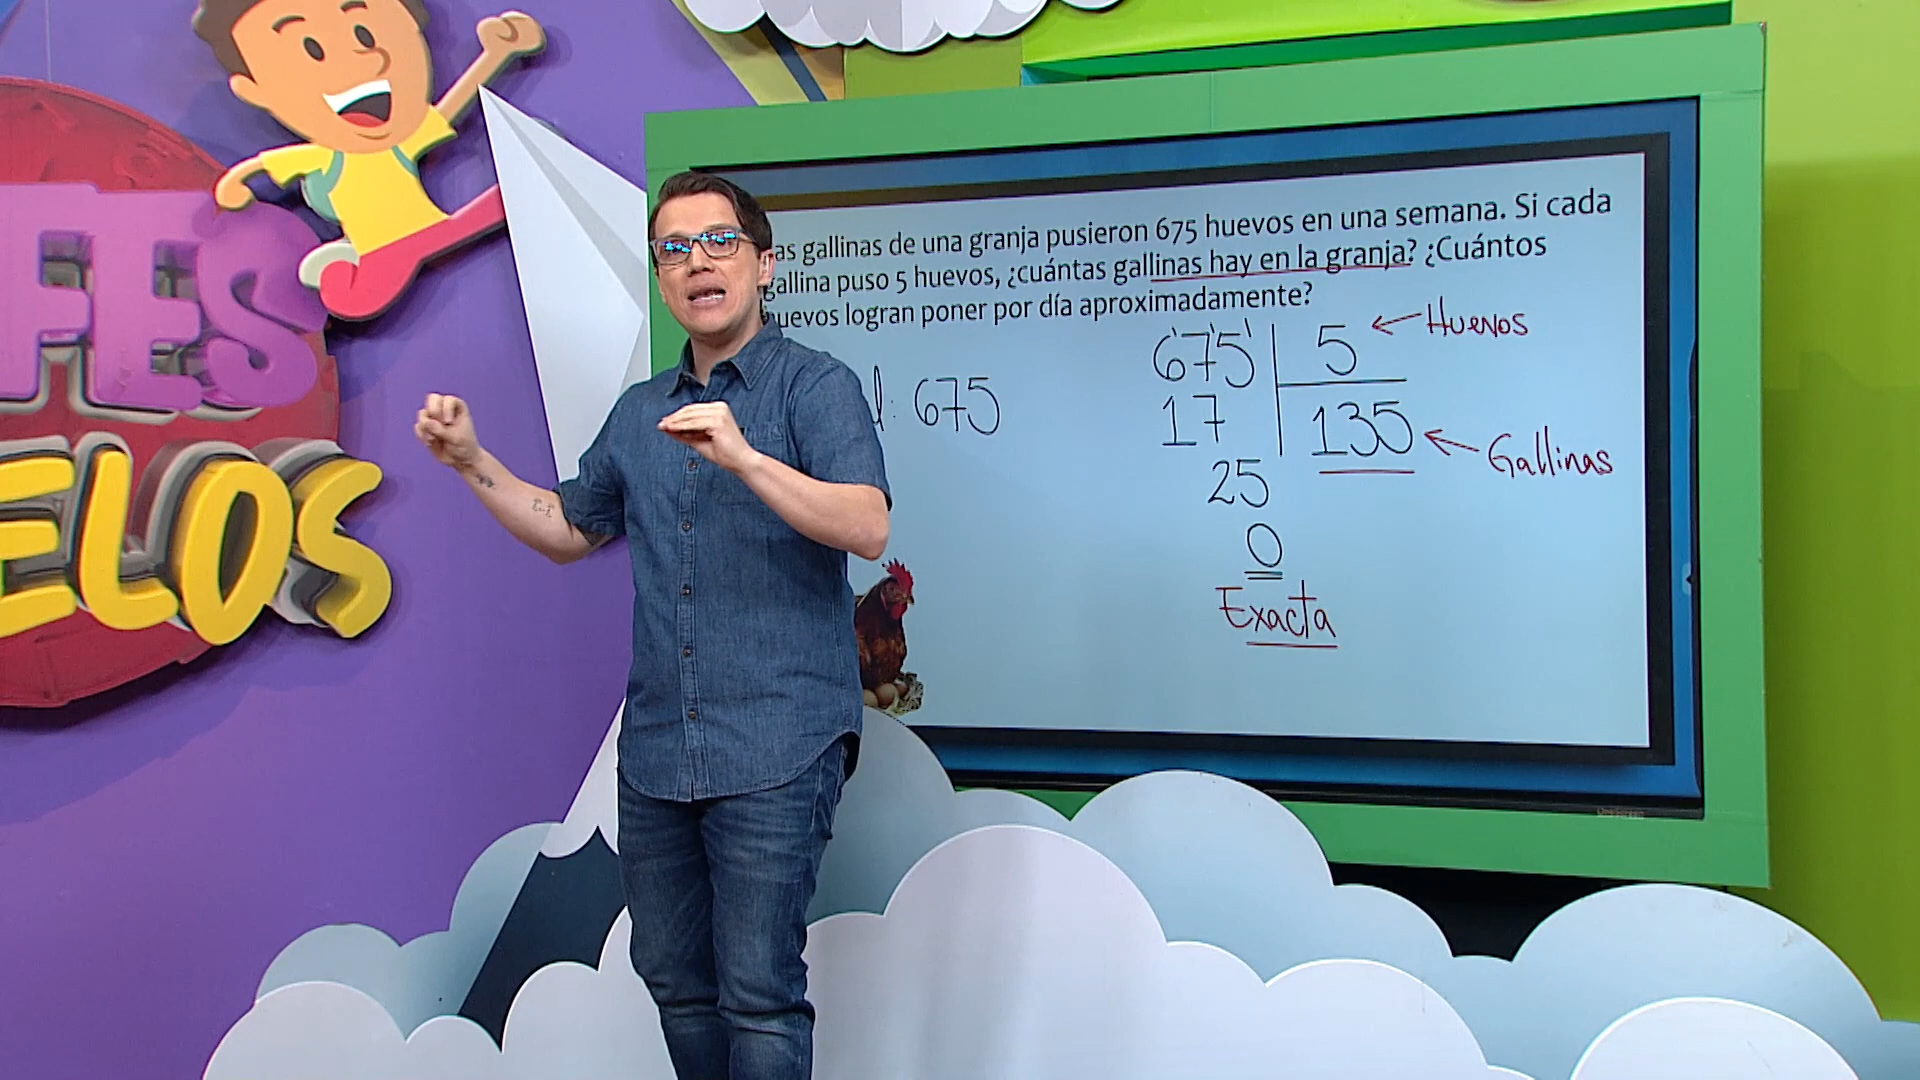 as gallinas de una granja pusieron 675 huevos en una semana. Si cada
gallina puso 5 huevos, ¿cuántas gallinas hay en la granja? ¿Cuántos
huevos logran poner por día aproximadamente?
l: 675
675 5 ← Huevos
17 135 ← Gallinas
25
0
Exacta
FES
ELOS